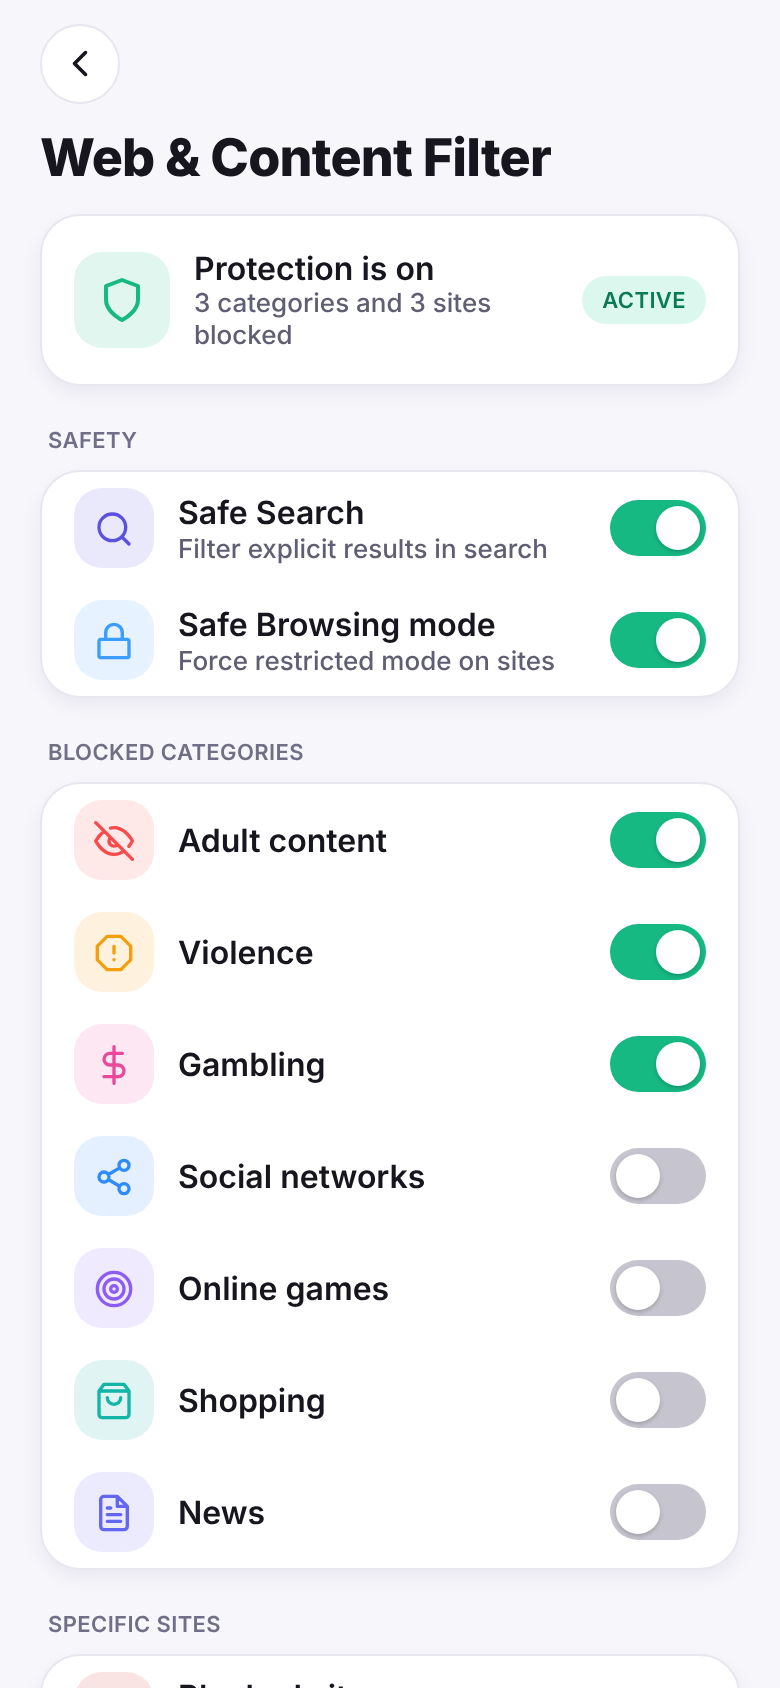 Web & Content Filter
Protection is on
3 categories and 3 sites
blocked
ACTIVE
SAFETY
Safe Search
Filter explicit results in search
Safe Browsing mode
Force restricted mode on sites
BLOCKED CATEGORIES
Adult content
Violence
Gambling
Social networks
Online games
Shopping
News
SPECIFIC SITES